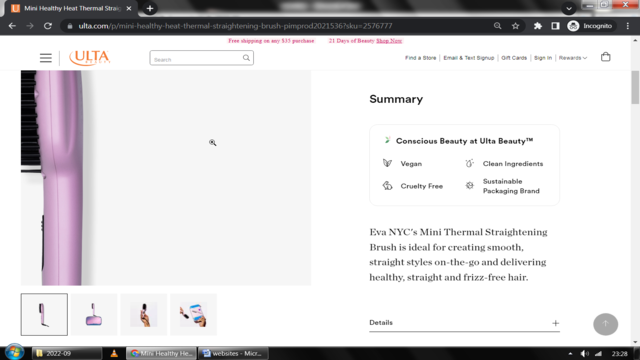 Mini Healthy Heat Thermal Straig
Incognito
ulta.com/p/mini-healthy-heat-thermal-straightening-brush-pimprod2021536?sku=2576777
Free shipping on any $35 purchase 21 Days of Beauty Shop Now!
ULTA
BEAUTY
Search
Find a Store Email & Text Signup Gift Cards Sign In Rewards
Summary
Conscious Beauty at Ulta Beauty™
Vegan Clean Ingredients
Cruelty Free Sustainable
Packaging Brand
Eva NYC's Mini Thermal Straightening
Brush is ideal for creating smooth,
straight styles on-the-go and delivering
healthy, straight and frizz-free hair.
Details
2022-09 Mini Healthy He... websites - Micr... 23:28